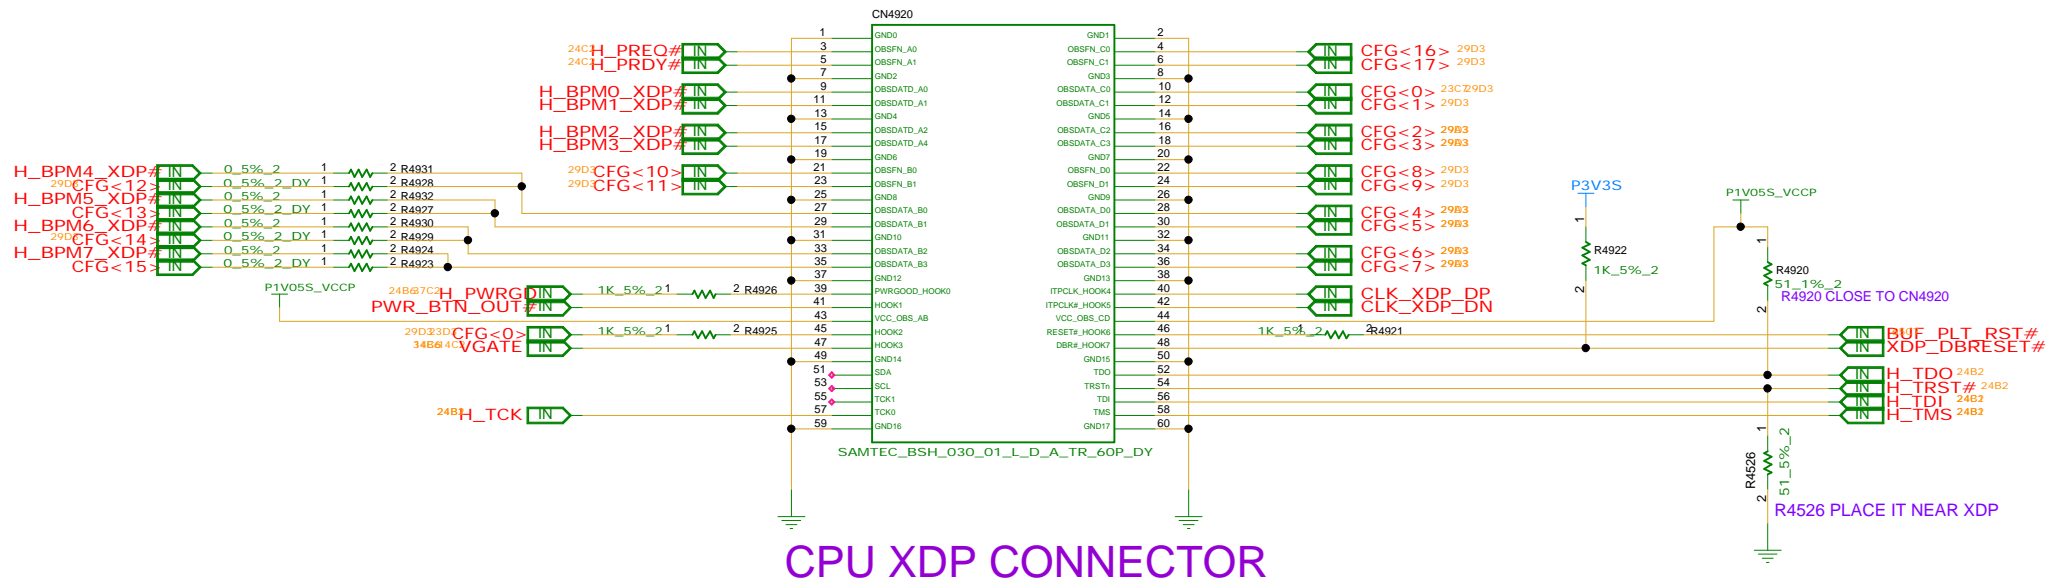 CN4920
1 GND0 GND1 2
24C2 H_PREQ# IN 3 OBSFN_A0 OBSFN_C0 4 IN CFG<16> 29D3
24C2 H_PRDY# IN 5 OBSFN_A1 OBSFN_C1 6 IN CFG<17> 29D3
7 GND2 GND3 8
H_BPM0_XDP# IN 9 OBSDATD_A0 OBSDATA_C0 10 IN CFG<0> 23C7 29D3
H_BPM1_XDP# IN 11 OBSDATD_A1 OBSDATA_C1 12 IN CFG<1> 29D3
13 GND4 GND5 14
H_BPM2_XDP# IN 15 OBSDATD_A2 OBSDATA_C2 16 IN CFG<2>
H_BPM3_XDP# IN 17 OBSDATD_A4 OBSDATA_C3 18 IN CFG<3>
19 GND6 GND7 20
H_BPM4_XDP# IN 0_5%_2 1 2 R4931 29D3 CFG<10> IN 21 OBSFN_B0 OBSFN_D0 22 IN CFG<8> 29D3
29D3 CFG<12> IN 0_5%_2_DY 1 2 R4928 29D3 CFG<11> IN 23 OBSFN_B1 OBSFN_D1 24 IN CFG<9> 29D3
P3V3S
P1V05S_VCCP
H_BPM5_XDP# IN 0_5%_2 1 2 R4932 25 GND8 GND9 26
CFG<13> IN 0_5%_2_DY 1 2 R4927 27 OBSDATA_B0 OBSDATA_D0 28 IN CFG<4>
H_BPM6_XDP# IN 0_5%_2 1 2 R4930 29 OBSDATA_B1 OBSDATA_D1 30 IN CFG<5>
29D3 CFG<14> IN 0_5%_2_DY 1 2 R4929 31 GND10 GND11 32
H_BPM7_XDP# IN 0_5%_2 1 2 R4924 33 OBSDATA_B2 OBSDATA_D2 34 IN CFG<6>
CFG<15> IN 0_5%_2_DY 1 2 R4923 35 OBSDATA_B3 OBSDATA_D3 36 IN CFG<7>
1 R4922 1K_5%_2 2
1 R4920 51_1%_2 2
R4920 CLOSE TO CN4920
37 GND12 GND13 38
P1V05S_VCCP
24B6 37C2 H_PWRGD IN 1K_5%_2 1 2 R4926 39 PWRGOOD_HOOK0 ITPCLK_HOOK4 40 IN CLK_XDP_DP
PWR_BTN_OUT# IN 41 HOOK1 ITPCLK#_HOOK5 42 IN CLK_XDP_DN
43 VCC_OBS_AB VCC_OBS_CD 44
29D3 23D3 CFG<0> IN 1K_5%_2 1 2 R4925 45 HOOK2 RESET#_HOOK6 46 1K_5%_2 1 2 R4921 IN BUF_PLT_RST#
VGATE IN 47 HOOK3 DBR#_HOOK7 48 IN XDP_DBRESET#
49 GND14 GND15 50
51 SDA TDO 52 IN H_TDO 24B2
53 SCL TRSTn 54 IN H_TRST# 24B2
55 TCK1 TDI 56 IN H_TDI
H_TCK IN 57 TCK0 TMS 58 IN H_TMS
59 GND16 GND17 60
SAMTEC_BSH_030_01_L_D_A_TR_60P_DY
1 R4526 51_5%_2 2
R4526 PLACE IT NEAR XDP
CPU XDP CONNECTOR